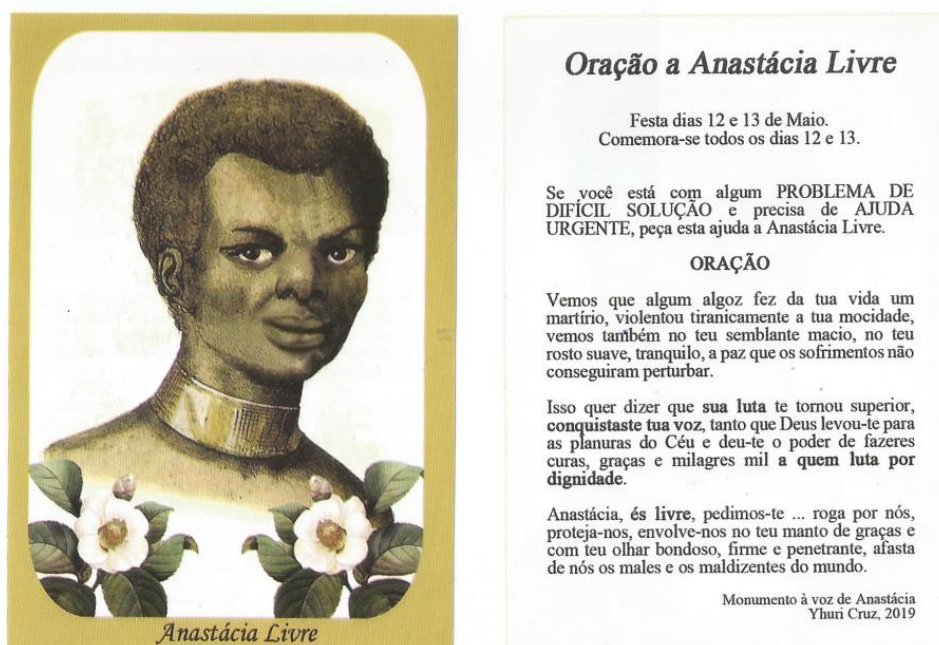 Anastácia Livre
Oração a Anastácia Livre
Festa dias 12 e 13 de Maio.
Comemora-se todos os dias 12 e 13.
Se você está com algum PROBLEMA DE
DIFÍCIL SOLUÇÃO e precisa de AJUDA
URGENTE, peça esta ajuda a Anastácia Livre.
ORAÇÃO
Vemos que algum algoz fez da tua vida um
martírio, violentou tiranicamente a tua mocidade,
vemos também no teu semblante macio, no teu
rosto suave, tranquilo, a paz que os sofrimentos não
conseguiram perturbar.
Isso quer dizer que sua luta te tornou superior,
conquistaste tua voz, tanto que Deus levou-te para
as planuras do Céu e deu-te o poder de fazeres
curas, graças e milagres mil a quem luta por
dignidade.
Anastácia, és livre, pedimos-te ... roga por nós,
proteja-nos, envolve-nos no teu manto de graças e
com teu olhar bondoso, firme e penetrante, afasta
de nós os males e os maldizentes do mundo.
Monumento à voz de Anastácia
Yhuri Cruz, 2019